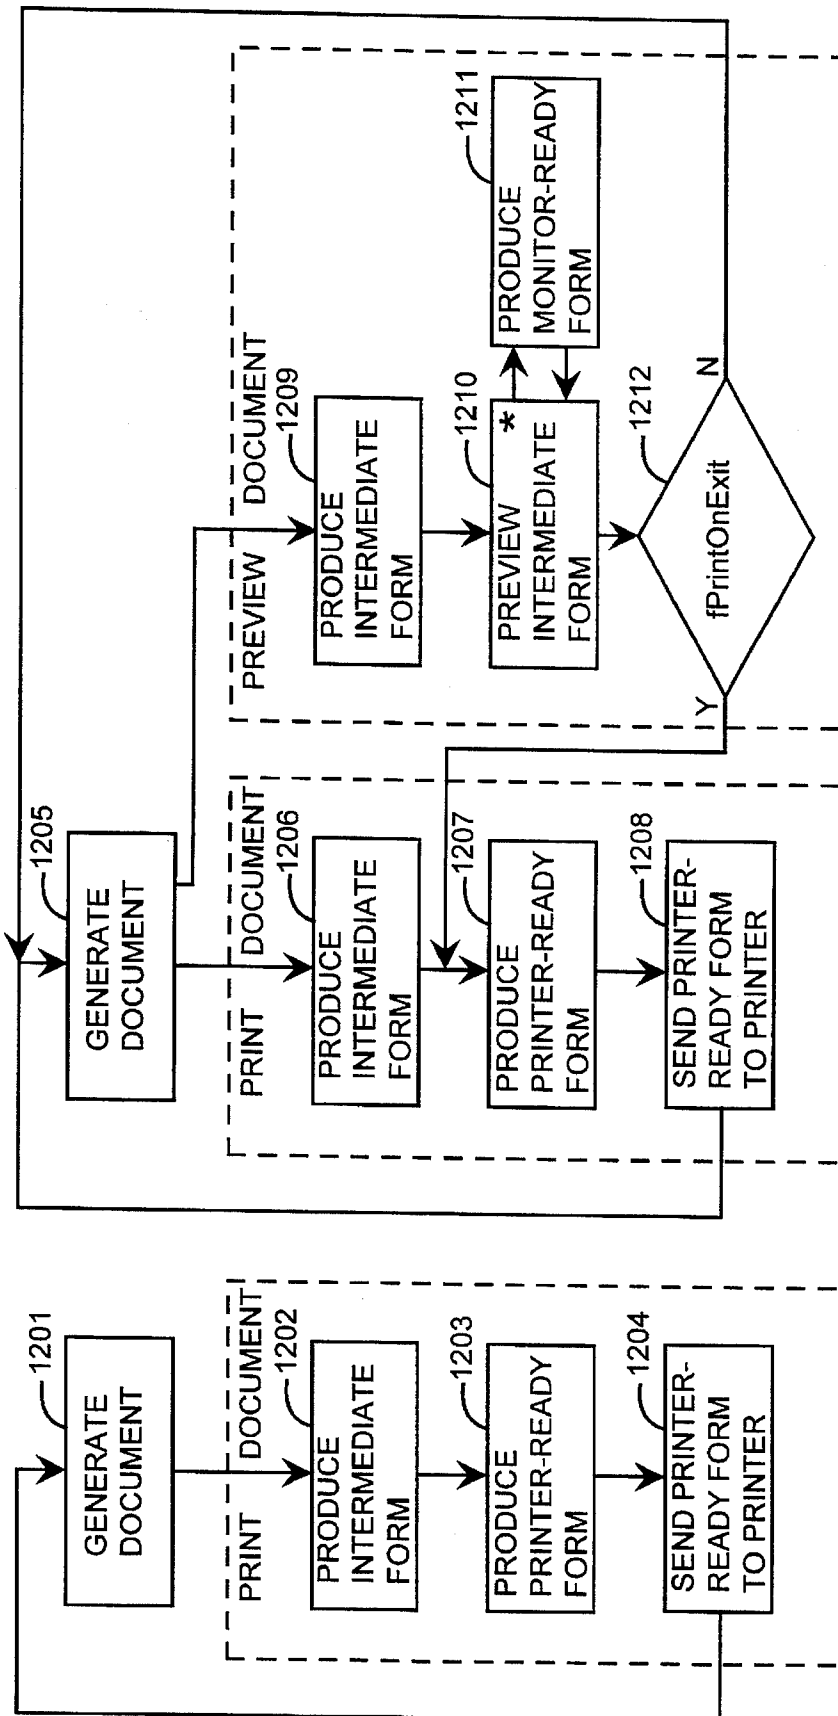 1201
GENERATE
DOCUMENT
PRINT DOCUMENT
1202
PRODUCE
INTERMEDIATE
FORM
1203
PRODUCE
PRINTER-READY
FORM
1204
SEND PRINTER-
READY FORM
TO PRINTER
1205
GENERATE
DOCUMENT
PRINT DOCUMENT
1206
PRODUCE
INTERMEDIATE
FORM
1207
PRODUCE
PRINTER-READY
FORM
1208
SEND PRINTER-
READY FORM
TO PRINTER
PREVIEW DOCUMENT
1209
PRODUCE
INTERMEDIATE
FORM
1210
PREVIEW *
INTERMEDIATE
FORM
1211
PRODUCE
MONITOR-READY
FORM
1212
fPrintOnExit
Y
N